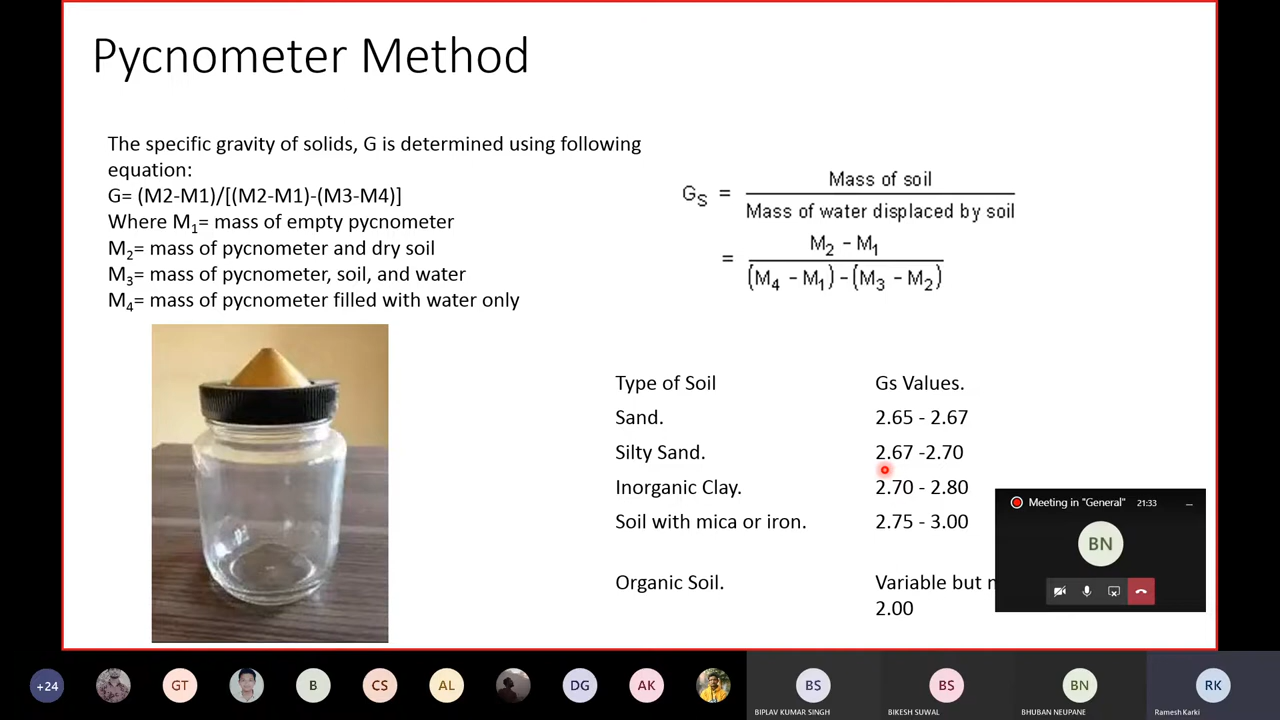 Pycnometer Method
The specific gravity of solids, G is determined using following
equation:
G= (M2-M1)/[(M2-M1)-(M3-M4)]
Where M₁= mass of empty pycnometer
M₂= mass of pycnometer and dry soil
M₃= mass of pycnometer, soil, and water
M₄= mass of pycnometer filled with water only
Gₛ = Mass of soil
Mass of water displaced by soil
= M₂ - M₁
(M₄ - M₁) - (M₃ - M₂)
Type of Soil Gs Values.
Sand. 2.65 - 2.67
Silty Sand. 2.67 -2.70
Inorganic Clay. 2.70 - 2.80
Soil with mica or iron. 2.75 - 3.00
Organic Soil. Variable but
2.00
Meeting in "General" 21:33
BN
+24 GT B CS AL DG AK BS BS BN RK
BIPLAV KUMAR SINGH BIKESH SUWAL BHUBAN NEUPANE Ramesh Karki